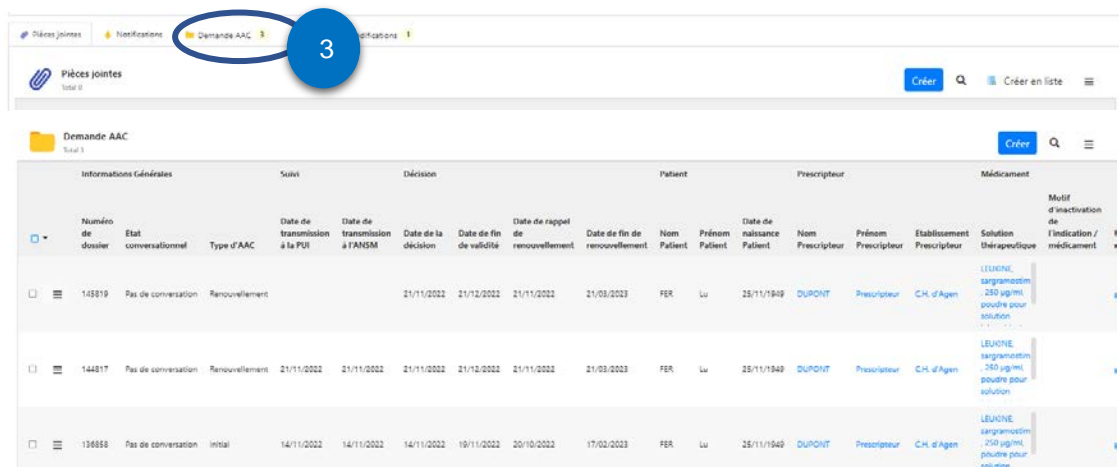 Pièces jointes Notifications Demande AAC 3 3 1
Pièces jointes
Total 0
Créer Créer en liste
Demande AAC
Total 3
Créer
Informations Générales Suivi Décision Patient Prescripteur Médicament
Numéro de dossier Etat conversationnel Type d'AAC Date de transmission à la PUI Date de transmission à l'ANSM Date de la décision Date de fin de validité Date de rappel de renouvellement Date de fin de renouvellement Nom Patient Prénom Patient Date de naissance Patient Nom Prescripteur Prénom Prescripteur Etablissement Prescripteur Solution thérapeutique Motif d'inactivation de l'indication / médicament
145819 Pas de conversation Renouvellement 21/11/2022 21/12/2022 21/11/2022 21/03/2023 FER Lu 25/11/1949 DUPONT Prescripteur C.H. d'Agen LEUKINE, sargramostim, 250 µg/ml, poudre pour solution
144817 Pas de conversation Renouvellement 21/11/2022 21/11/2022 21/11/2022 21/12/2022 21/11/2022 21/03/2023 FER Lu 25/11/1949 DUPONT Prescripteur C.H. d'Agen LEUKINE, sargramostim, 250 µg/ml, poudre pour solution
136858 Pas de conversation Initial 14/11/2022 14/11/2022 14/11/2022 19/11/2022 20/10/2022 17/02/2023 FER Lu 25/11/1949 DUPONT Prescripteur C.H. d'Agen LEUKINE, sargramostim, 250 µg/ml, poudre pour solution